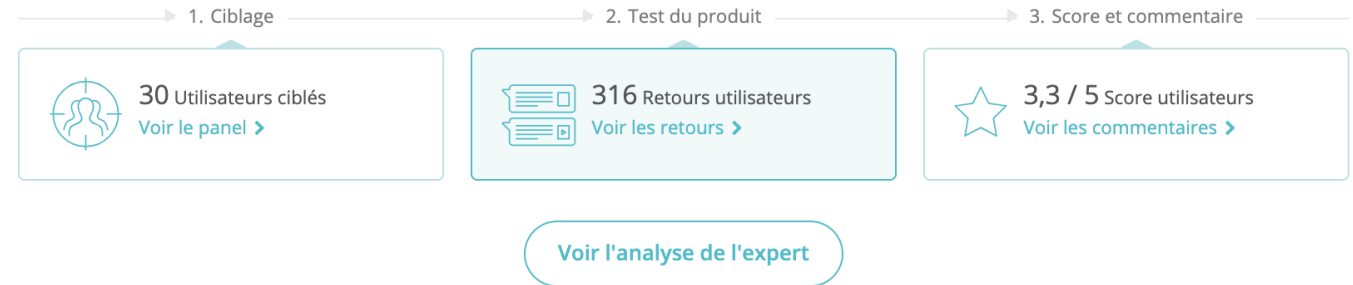 1. Ciblage
2. Test du produit
3. Score et commentaire
30 Utilisateurs ciblés
Voir le panel
316 Retours utilisateurs
Voir les retours
3,3 / 5 Score utilisateurs
Voir les commentaires
Voir l'analyse de l'expert